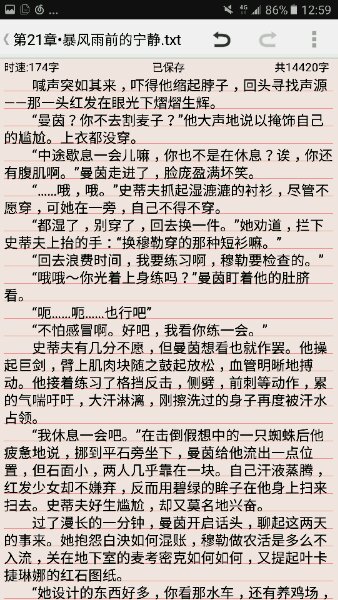 4G 86% 12:59
第21章•暴风雨前的宁静.txt
时速:174字 已保存 共14420字
喊声突如其来，吓得他缩起脖子，回头寻找声源
——那一头红发在眼光下熠熠生辉。
“曼茵？你不去割麦子？”他大声地说以掩饰自己
的尴尬。上衣都没穿。
“中途歇息一会儿嘛，你也不是在休息？诶，你还
有腹肌啊。”曼茵走进了，脸庞盈满坏笑。
“……哦，哦。”史蒂夫抓起湿漉漉的衬衫，尽管不
愿穿，可她在一旁，自己不得不穿。
“都湿了，别穿了，回去换一件。”她劝道，拦下
史蒂夫上抬的手：“换穆勒穿的那种短衫嘛。”
“回去浪费时间，我要练习啊，穆勒要检查的。”
“哦哦～你光着上身练吗？”曼茵盯着他的肚脐
看。
“呃……呃……也行吧”
“不怕感冒啊。好吧，我看你练一会。”
史蒂夫有几分不愿，但曼茵想看也就作罢。他操
起巨剑，臂上肌肉块随之鼓起放松，血管明晰地搏
动。他接着练习了格挡反击，侧劈，前刺等动作，累
的气喘吁吁，大汗淋漓，刚擦洗过的身子再度被汗水
占领。
“我休息一会吧。”在击倒假想中的一只蜘蛛后他
疲惫地说，挪到平石旁坐下，曼茵给他流出一点位
置，但石面小，两人几乎靠在一块。自己汗液蒸腾，
红发少女却不嫌弃，反而用碧绿的眸子在他身上扫来
扫去。史蒂夫好生尴尬，却又莫名地兴奋。
过了漫长的一分钟，曼茵开启话头，聊起这两天
的事来。她抱怨白泱如何混账，穆勒做农活是多么不
入流，关在地下室的麦考密克如何如何，又提起叶卡
捷琳娜的红石图纸。
“她设计的东西好多，你看那水车，还有养鸡场，